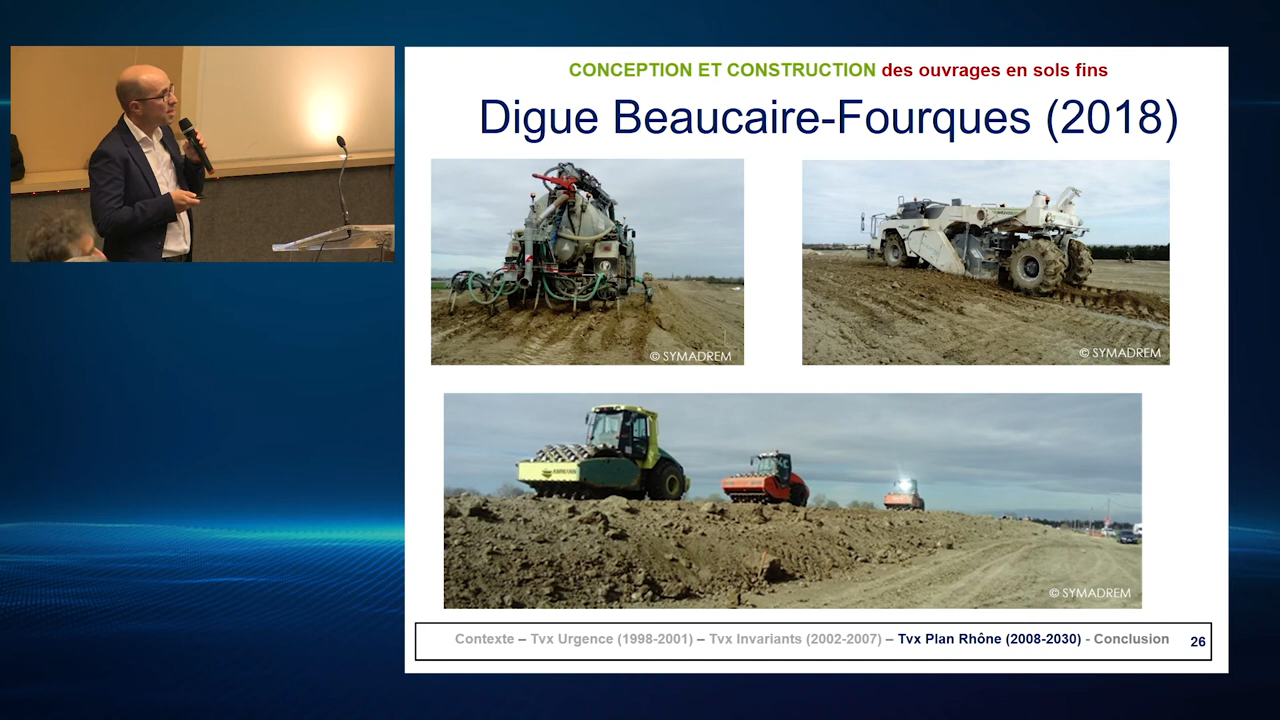 CONCEPTION ET CONSTRUCTION des ouvrages en sols fins
Digue Beaucaire-Fourques (2018)
© SYMADREM
© SYMADREM
© SYMADREM
Contexte – Tvx Urgence (1998-2001) – Tvx Invariants (2002-2007) – Tvx Plan Rhône (2008-2030) - Conclusion
26